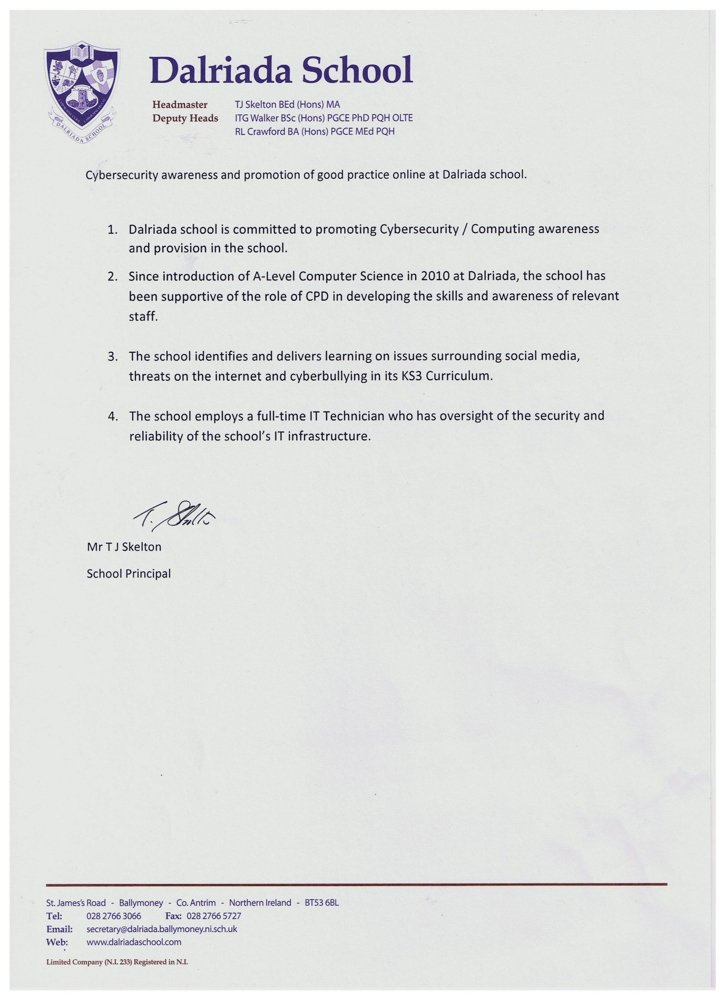 Dalriada School
Headmaster TJ Skelton BEd (Hons) MA
Deputy Heads ITG Walker BSc (Hons) PGCE PhD PQH OLTE
RL Crawford BA (Hons) PGCE MEd PQH
LABOR SINE CURA LABOR SINE FRUCTU
DALRIADA SCHOOL
Cybersecurity awareness and promotion of good practice online at Dalriada school.
1. Dalriada school is committed to promoting Cybersecurity / Computing awareness
and provision in the school.
2. Since introduction of A-Level Computer Science in 2010 at Dalriada, the school has
been supportive of the role of CPD in developing the skills and awareness of relevant
staff.
3. The school identifies and delivers learning on issues surrounding social media,
threats on the internet and cyberbullying in its KS3 Curriculum.
4. The school employs a full-time IT Technician who has oversight of the security and
reliability of the school’s IT infrastructure.
T. Skelton
Mr T J Skelton
School Principal
St. James's Road - Ballymoney - Co. Antrim - Northern Ireland - BT53 6BL
Tel: 028 2766 3066 Fax: 028 2766 5727
Email: secretary@dalriada.ballymoney.ni.sch.uk
Web: www.dalriadaschool.com
Limited Company (N.I. 233) Registered in N.I.